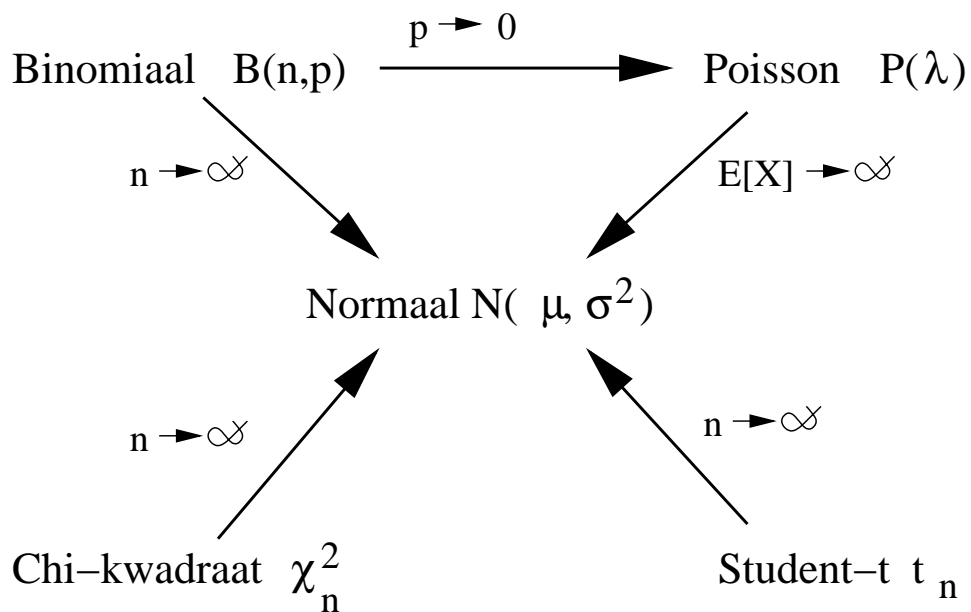 p → 0
Binomiaal B(n,p) Poisson P(λ)
n → ∞ E[X] → ∞
Normaal N( μ, σ²)
n → ∞ n → ∞
Chi−kwadraat χ²ₙ Student−t tₙ